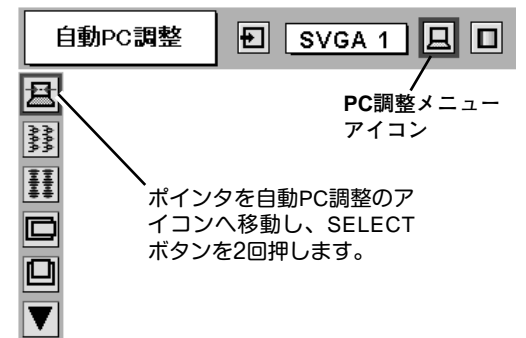 自動PC調整
SVGA 1
PC調整メニュー
アイコン
ポインタを自動PC調整のア
イコンへ移動し、SELECT
ボタンを2回押します。